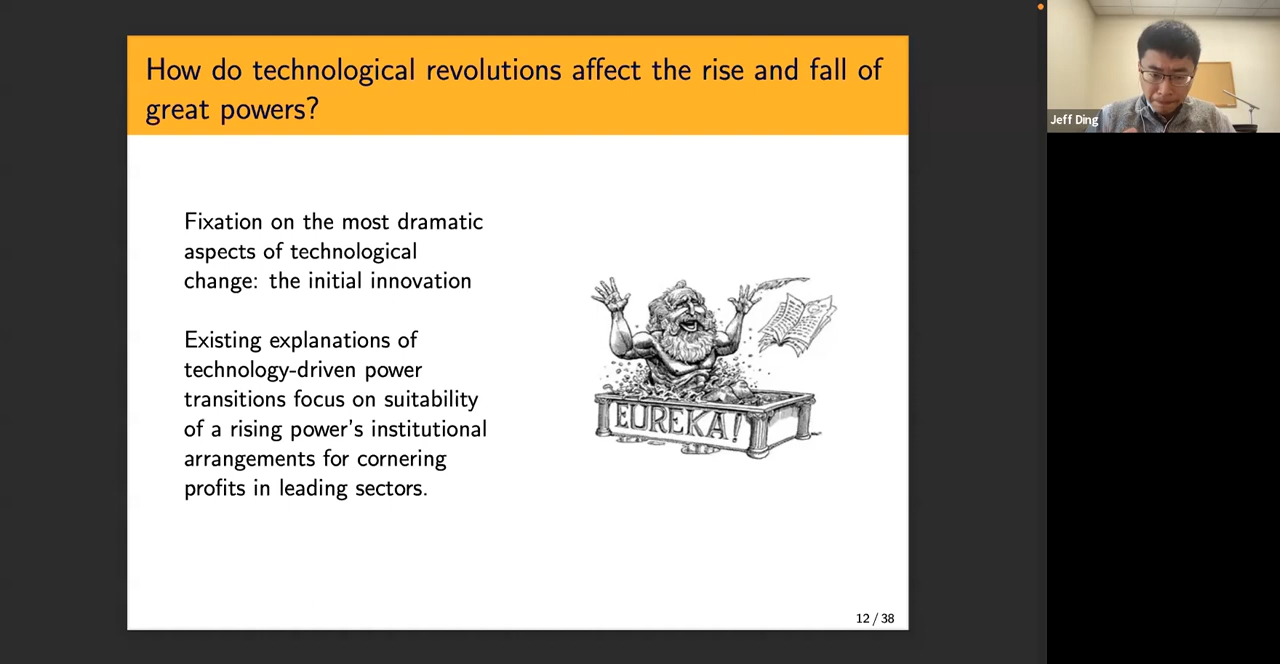 How do technological revolutions affect the rise and fall of
great powers?
Fixation on the most dramatic
aspects of technological
change: the initial innovation
Existing explanations of
technology-driven power
transitions focus on suitability
of a rising power's institutional
arrangements for cornering
profits in leading sectors.
EUREKA!
12 / 38
Jeff Ding